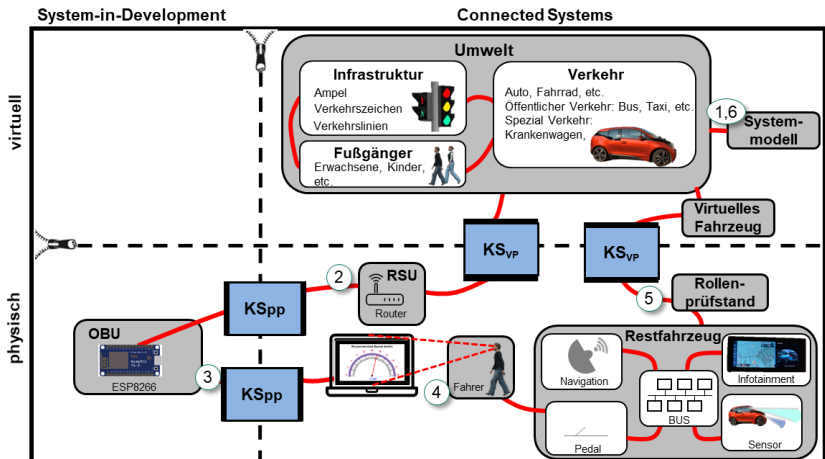 System-in-Development
Connected Systems
virtuell
physisch
Umwelt
Infrastruktur
Ampel
Verkehrszeichen
Verkehrslinien
Fußgänger
Erwachsene, Kinder,
etc.
Verkehr
Auto, Fahrrad, etc.
Öffentlicher Verkehr: Bus, Taxi, etc.
Spezial Verkehr:
Krankenwagen,
1,6
System-
modell
Virtuelles
Fahrzeug
KSVP
KSVP
2
RSU
Router
KSpp
5
Rollen-
prüfstand
OBU
ESP8266
3
KSpp
4
Fahrer
Restfahrzeug
Navigation
Infotainment
BUS
Pedal
Sensor